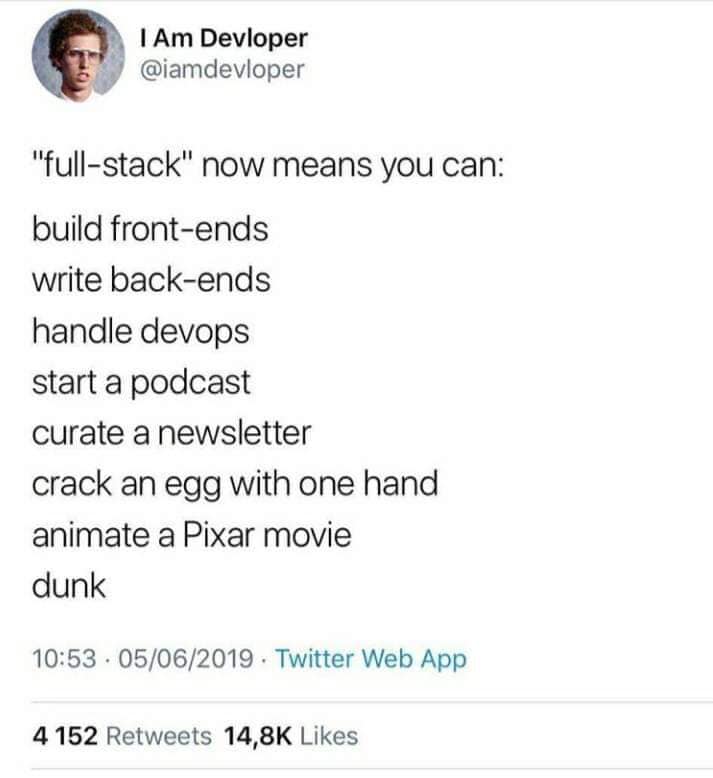 I Am Devloper
@iamdevloper
"full-stack" now means you can:
build front-ends
write back-ends
handle devops
start a podcast
curate a newsletter
crack an egg with one hand
animate a Pixar movie
dunk
10:53 · 05/06/2019 · Twitter Web App
4 152 Retweets 14,8K Likes